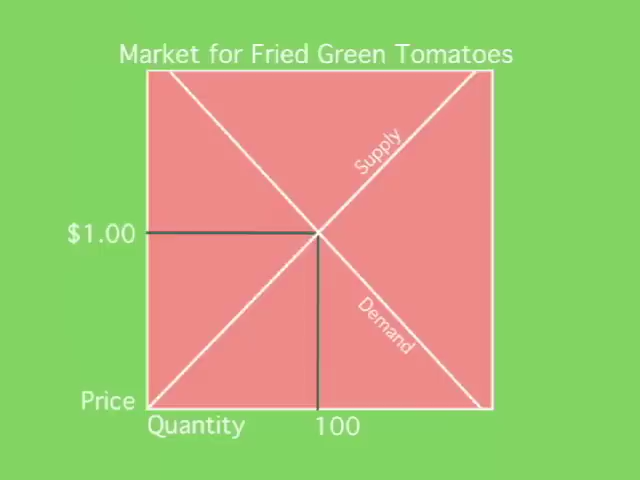 Market for Fried Green Tomatoes
Supply
$1.00
Demand
Price
Quantity
100